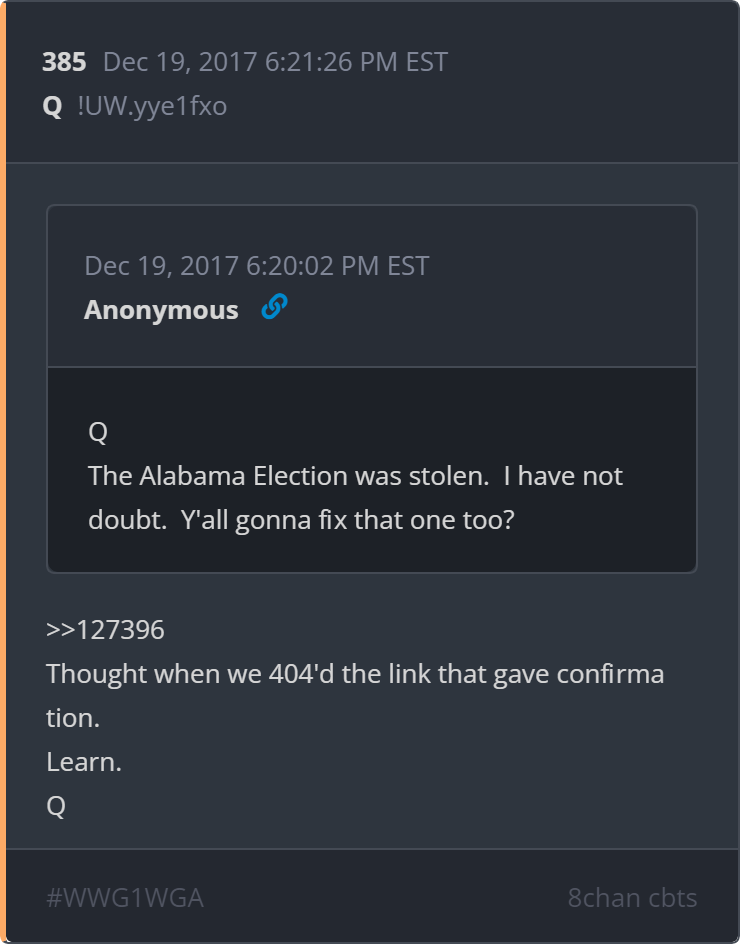 385 Dec 19, 2017 6:21:26 PM EST
Q !UW.yye1fxo
Dec 19, 2017 6:20:02 PM EST
Anonymous
Q
The Alabama Election was stolen.  I have not
doubt.  Y'all gonna fix that one too?
>>127396
Thought when we 404'd the link that gave confirma
tion.
Learn.
Q
#WWG1WGA 8chan cbts